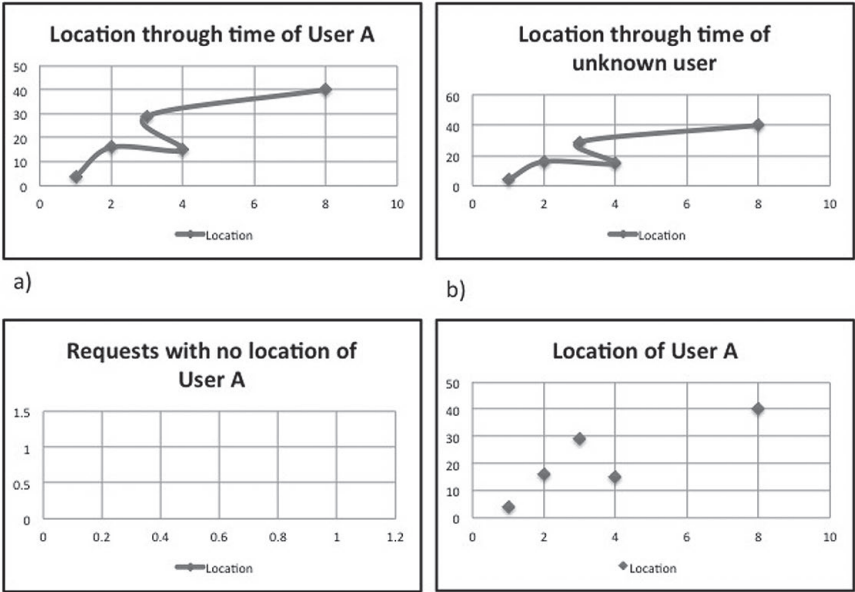 Location through time of User A
50
40
30
20
10
0
0 2 4 6 8 10
Location
a)
Location through time of
unknown user
60
40
20
0
0 2 4 6 8 10
Location
b)
Requests with no location of
User A
1.5
1
0.5
0
0 0.2 0.4 0.6 0.8 1 1.2
Location
Location of User A
50
40
30
20
10
0
0 2 4 6 8 10
Location